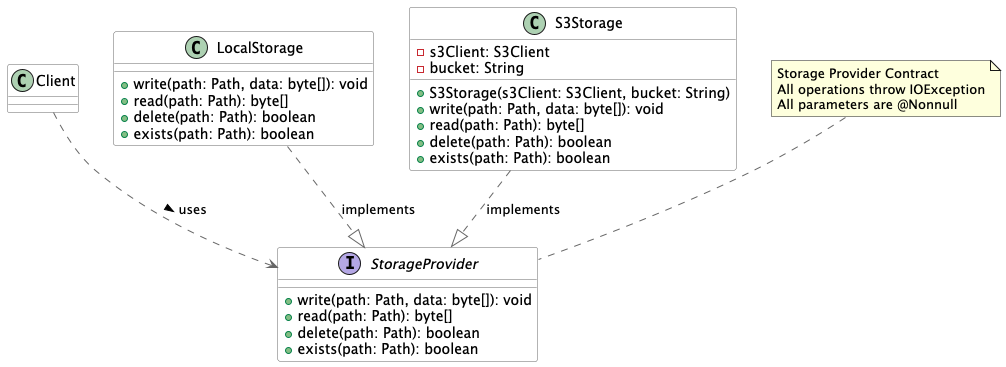 C Client
C LocalStorage
write(path: Path, data: byte[]): void
read(path: Path): byte[]
delete(path: Path): boolean
exists(path: Path): boolean
C S3Storage
s3Client: S3Client
bucket: String
S3Storage(s3Client: S3Client, bucket: String)
write(path: Path, data: byte[]): void
read(path: Path): byte[]
delete(path: Path): boolean
exists(path: Path): boolean
Storage Provider Contract
All operations throw IOException
All parameters are @Nonnull
uses
implements
implements
I StorageProvider
write(path: Path, data: byte[]): void
read(path: Path): byte[]
delete(path: Path): boolean
exists(path: Path): boolean